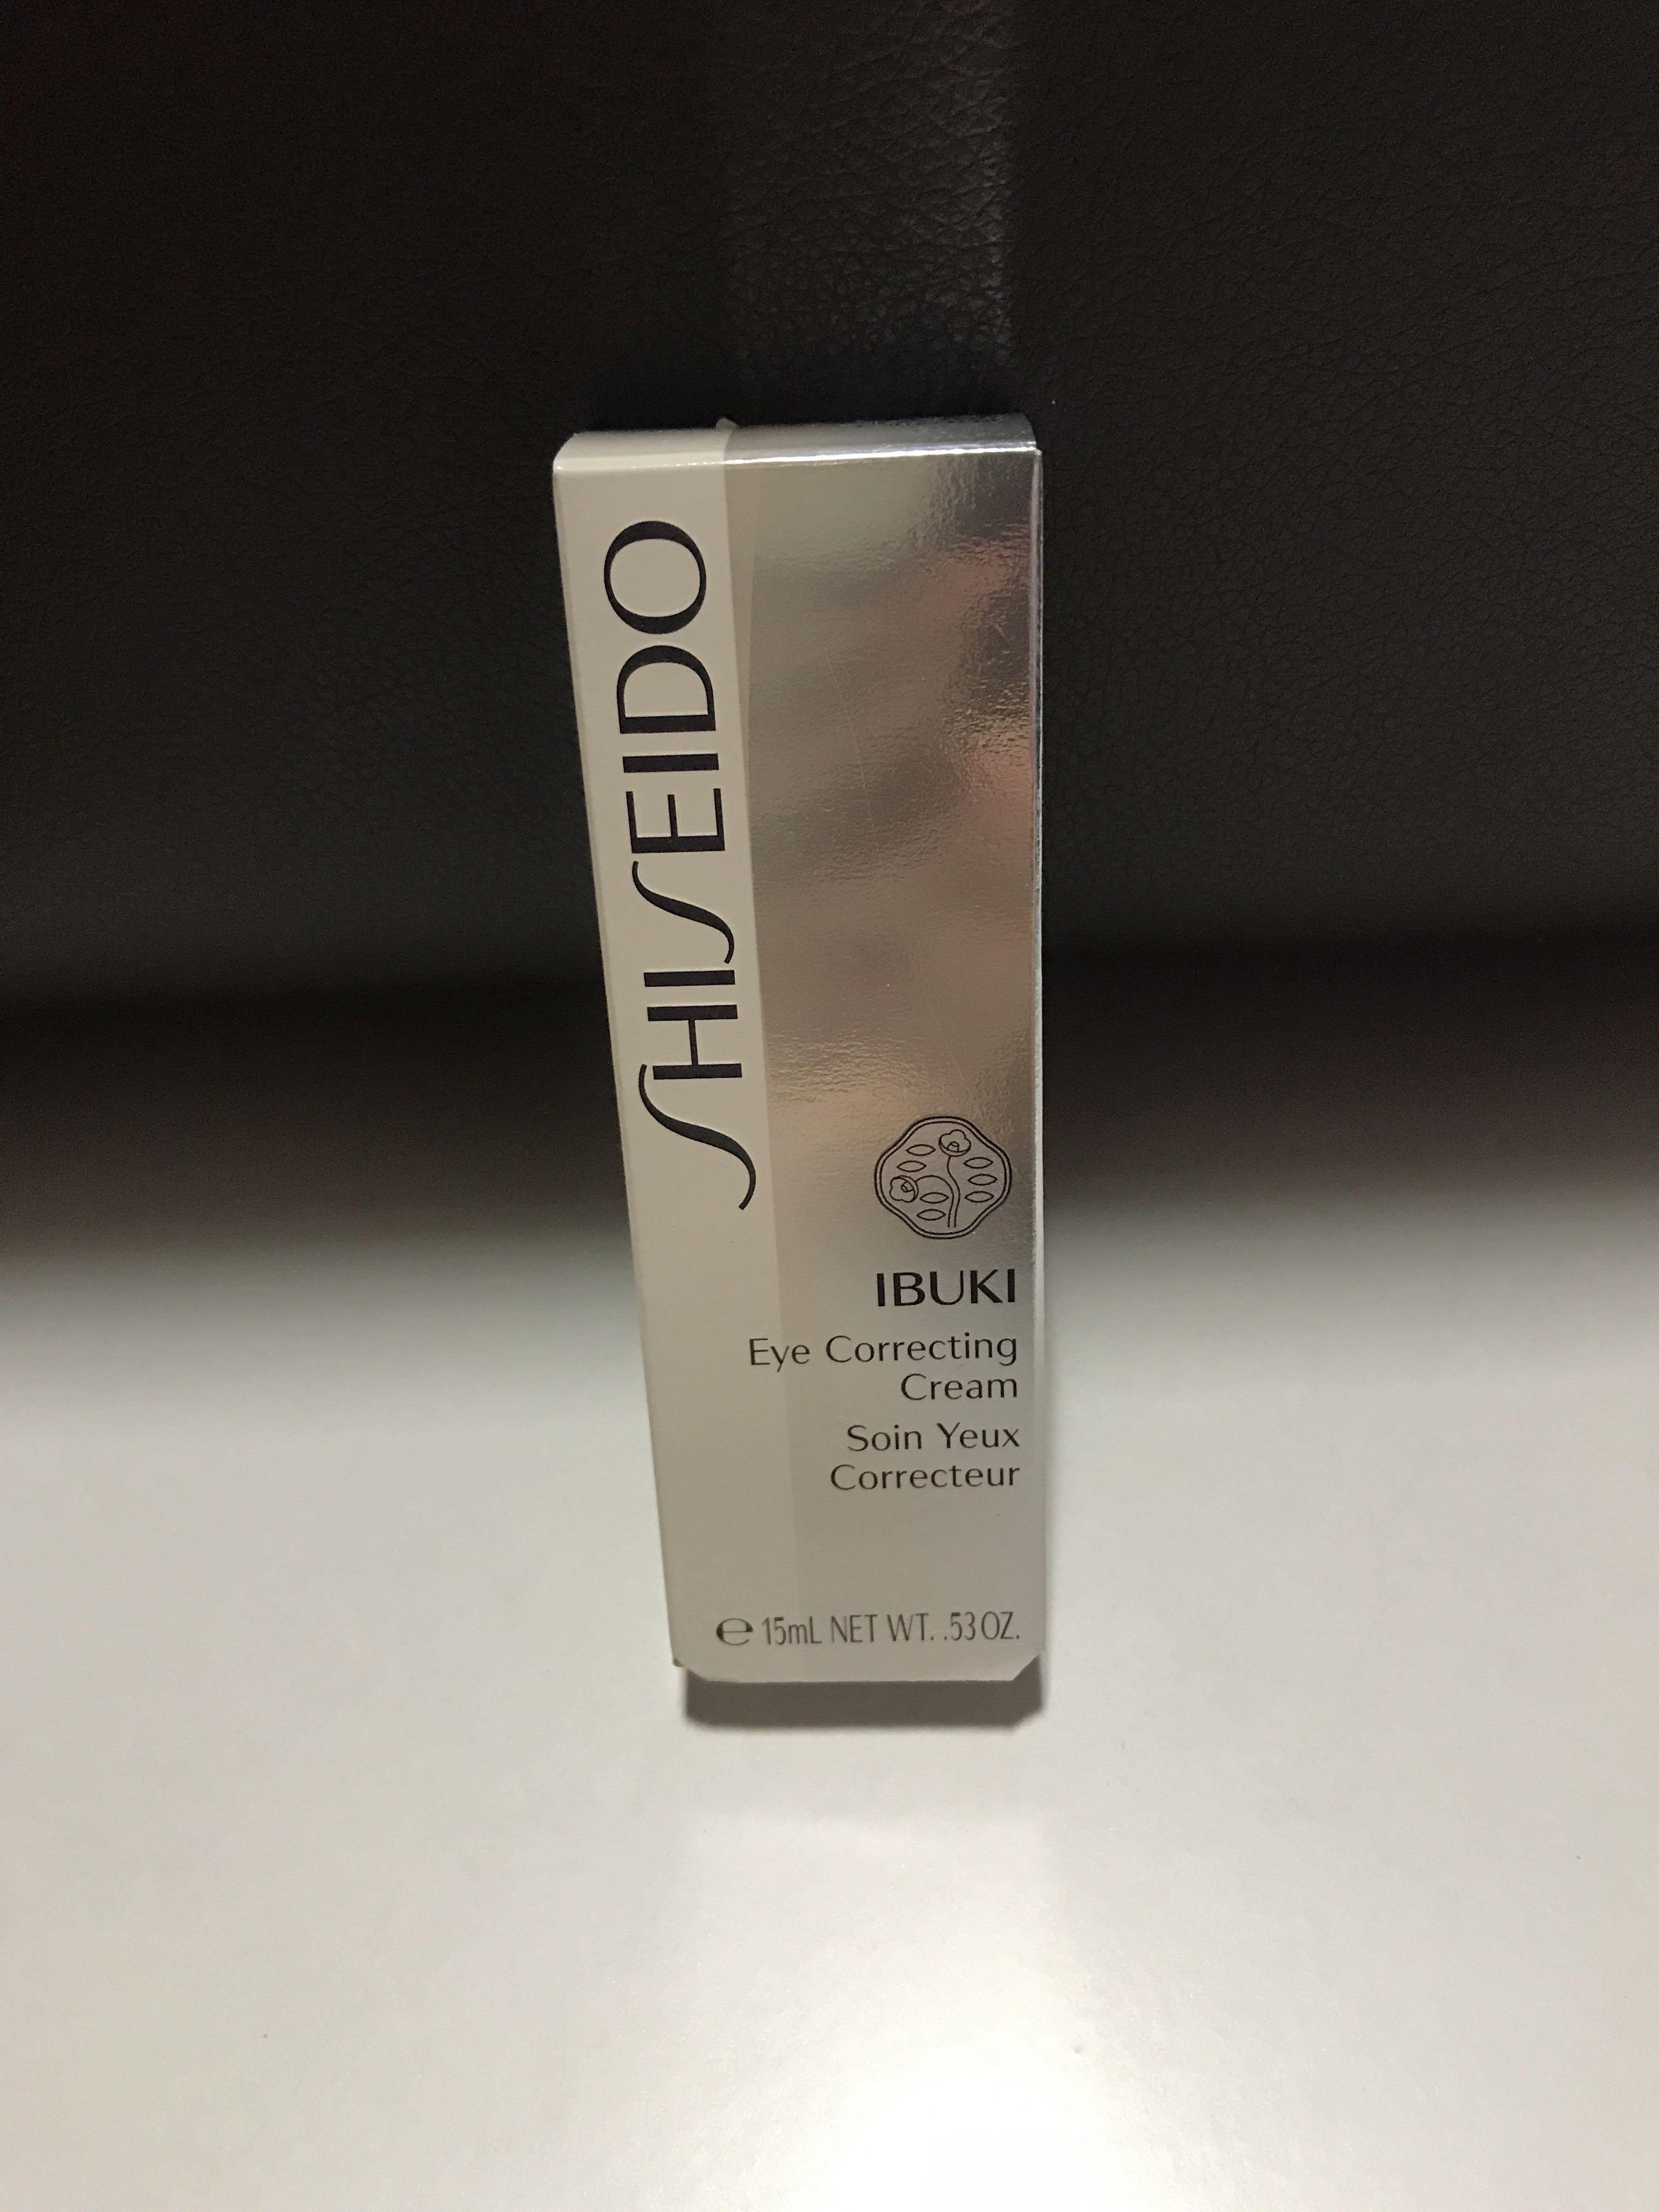 SHISEIDO
IBUKI
Eye Correcting
Cream
Soin Yeux
Correcteur
℮ 15mL NET WT. .53 OZ.